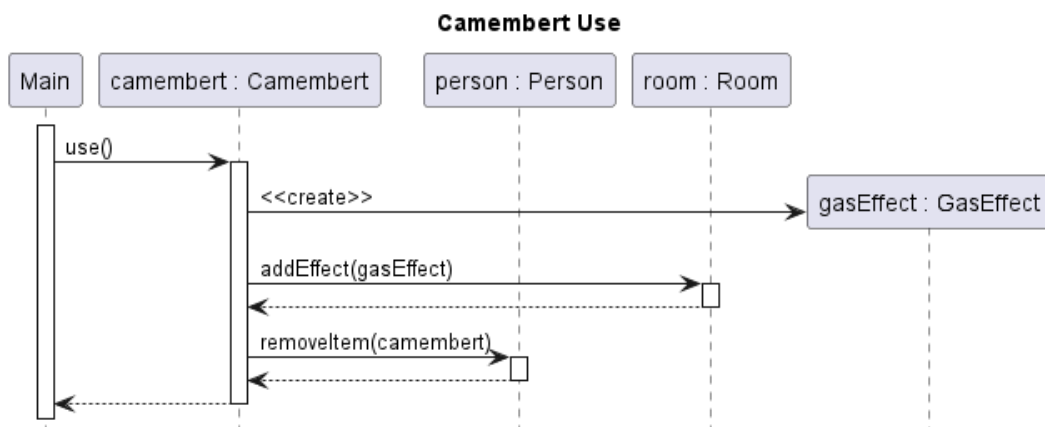 Camembert Use
Main
camembert : Camembert
person : Person
room : Room
use()
<<create>>
gasEffect : GasEffect
addEffect(gasEffect)
removeItem(camembert)